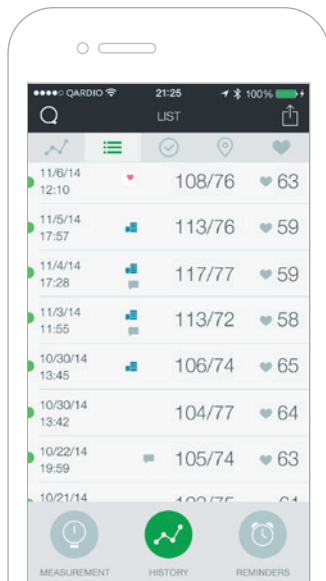 QARDIO 21:25 100%
LIST
11/6/14
12:10 108/76 63
11/5/14
17:57 113/76 59
11/4/14
17:28 117/77 59
11/3/14
11:55 113/72 58
10/30/14
13:45 106/74 65
10/30/14
13:42 104/77 64
10/22/14
19:59 105/74 63
10/21/14
MEASUREMENT HISTORY REMINDERS